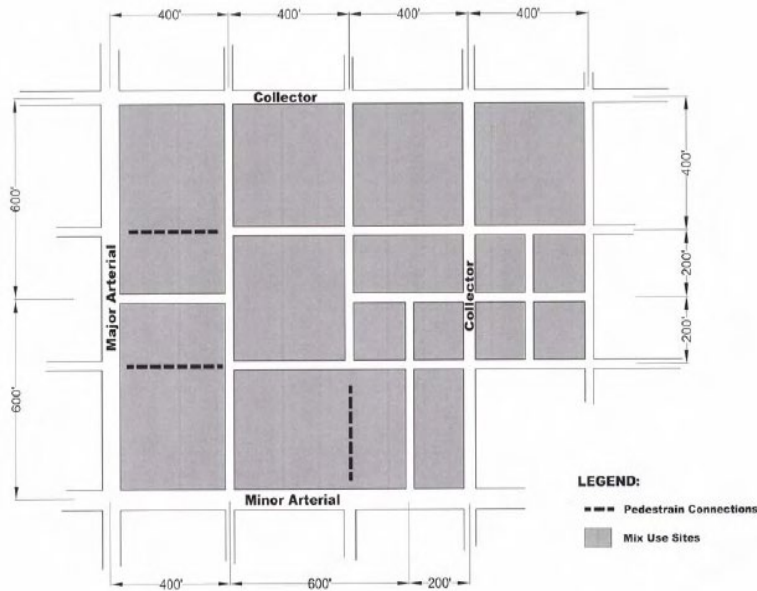 400'
400'
400'
400'
Collector
600'
400'
Major Arterial
200'
Collector
200'
600'
Minor Arterial
LEGEND:
Pedestrain Connections
Mix Use Sites
400'
600'
200'